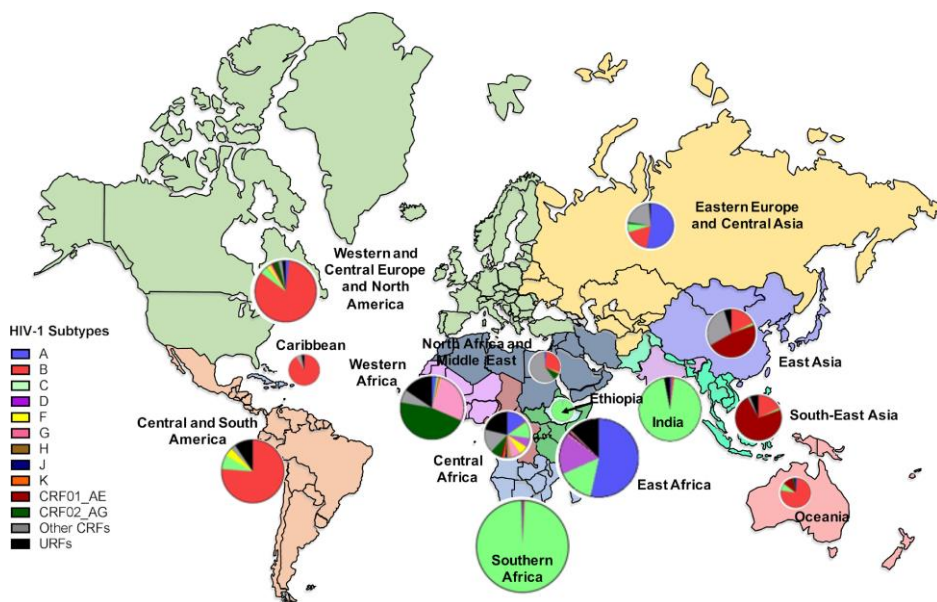 Eastern Europe
and Central Asia
Western and
Central Europe
and North
America
Caribbean
Western
Africa
North Africa and
Middle East
East Asia
Ethiopia
India
South-East Asia
Central and South
America
Central
Africa
East Africa
Oceania
Southern
Africa
HIV-1 Subtypes
A
B
C
D
F
G
H
J
K
CRF01_AE
CRF02_AG
Other CRFs
URFs